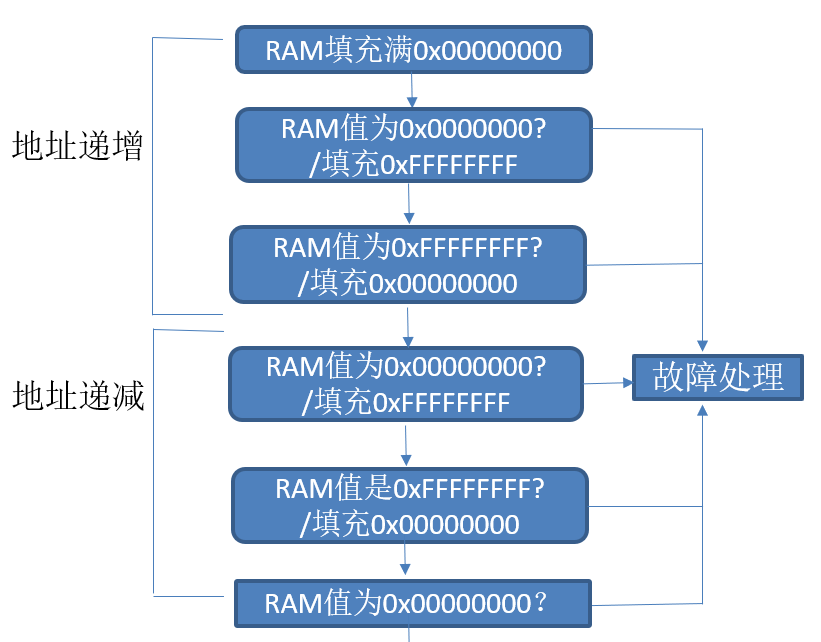 RAM填充满0x00000000
地址递增
RAM值为0x0000000?
/填充0xFFFFFFFF
RAM值为0xFFFFFFFF?
/填充0x00000000
地址递减
RAM值为0x00000000?
/填充0xFFFFFFFF
故障处理
RAM值是0xFFFFFFFF?
/填充0x00000000
RAM值为0x00000000？